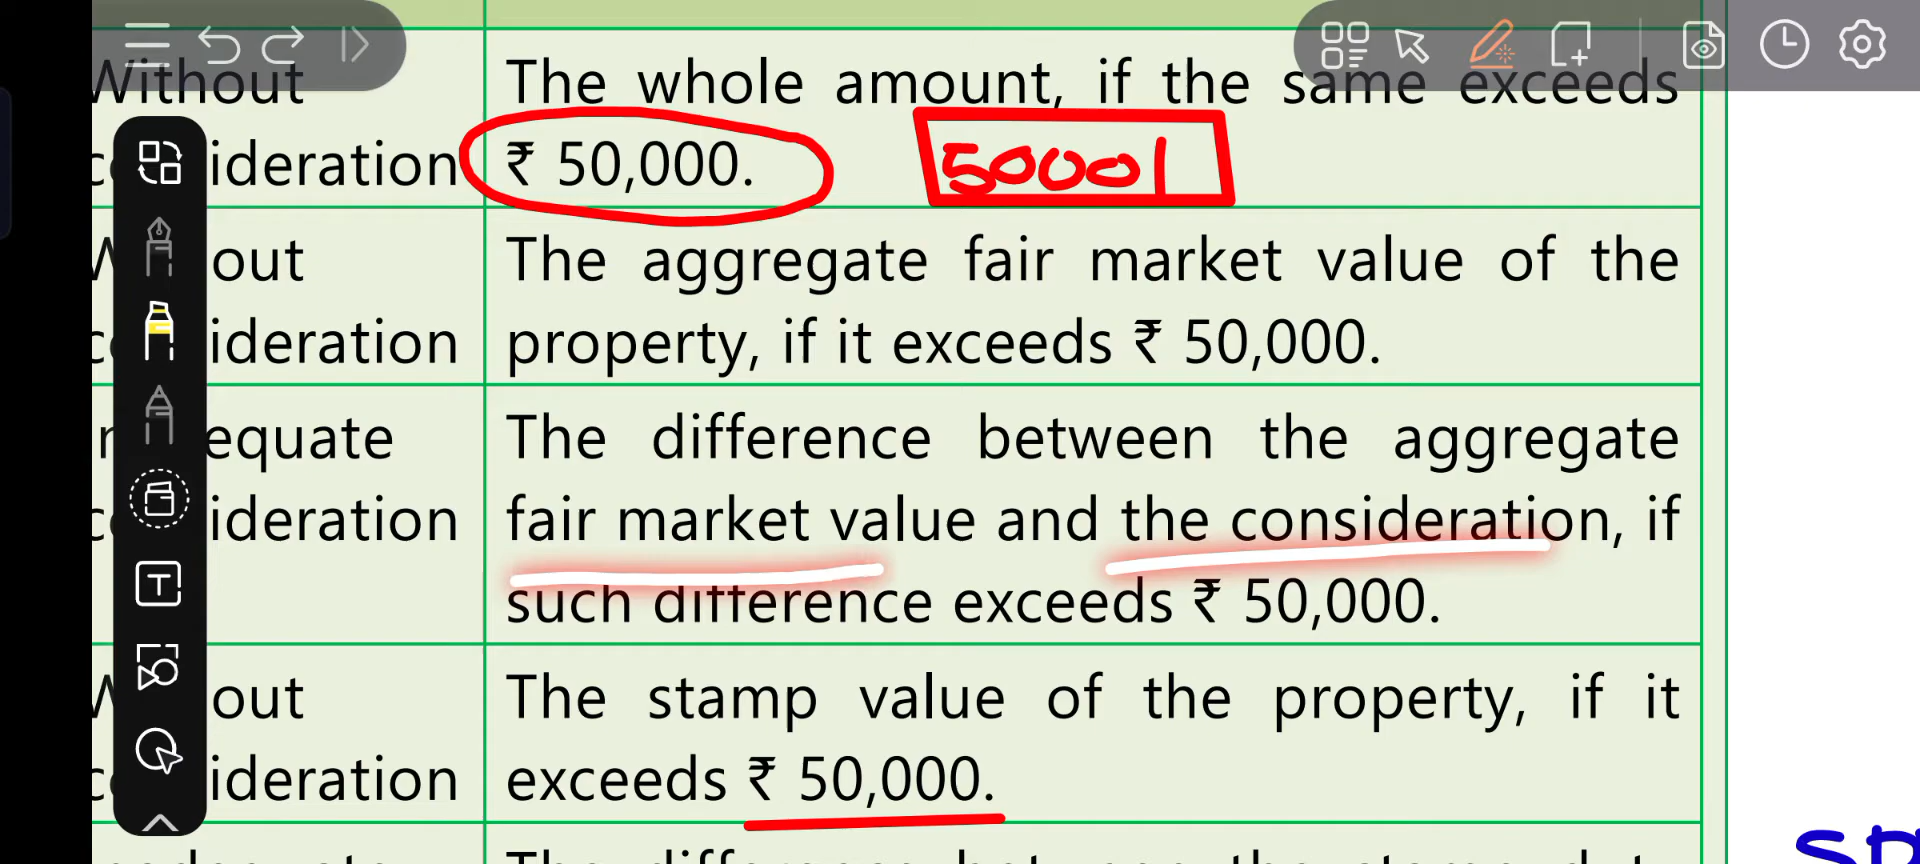 Without
The whole amount, if the same exceeds
ideration
₹ 50,000.
50001
out
The aggregate fair market value of the
ideration
property, if it exceeds ₹ 50,000.
equate
The difference between the aggregate
ideration
fair market value and the consideration, if
such difference exceeds ₹ 50,000.
out
The stamp value of the property, if it
ideration
exceeds ₹ 50,000.